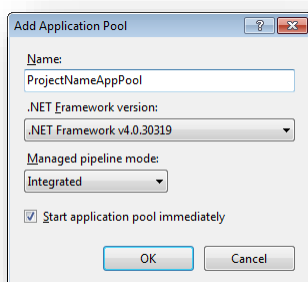 Add Application Pool
?
Name:
ProjectNameAppPool
.NET Framework version:
.NET Framework v4.0.30319
Managed pipeline mode:
Integrated
Start application pool immediately
OK Cancel